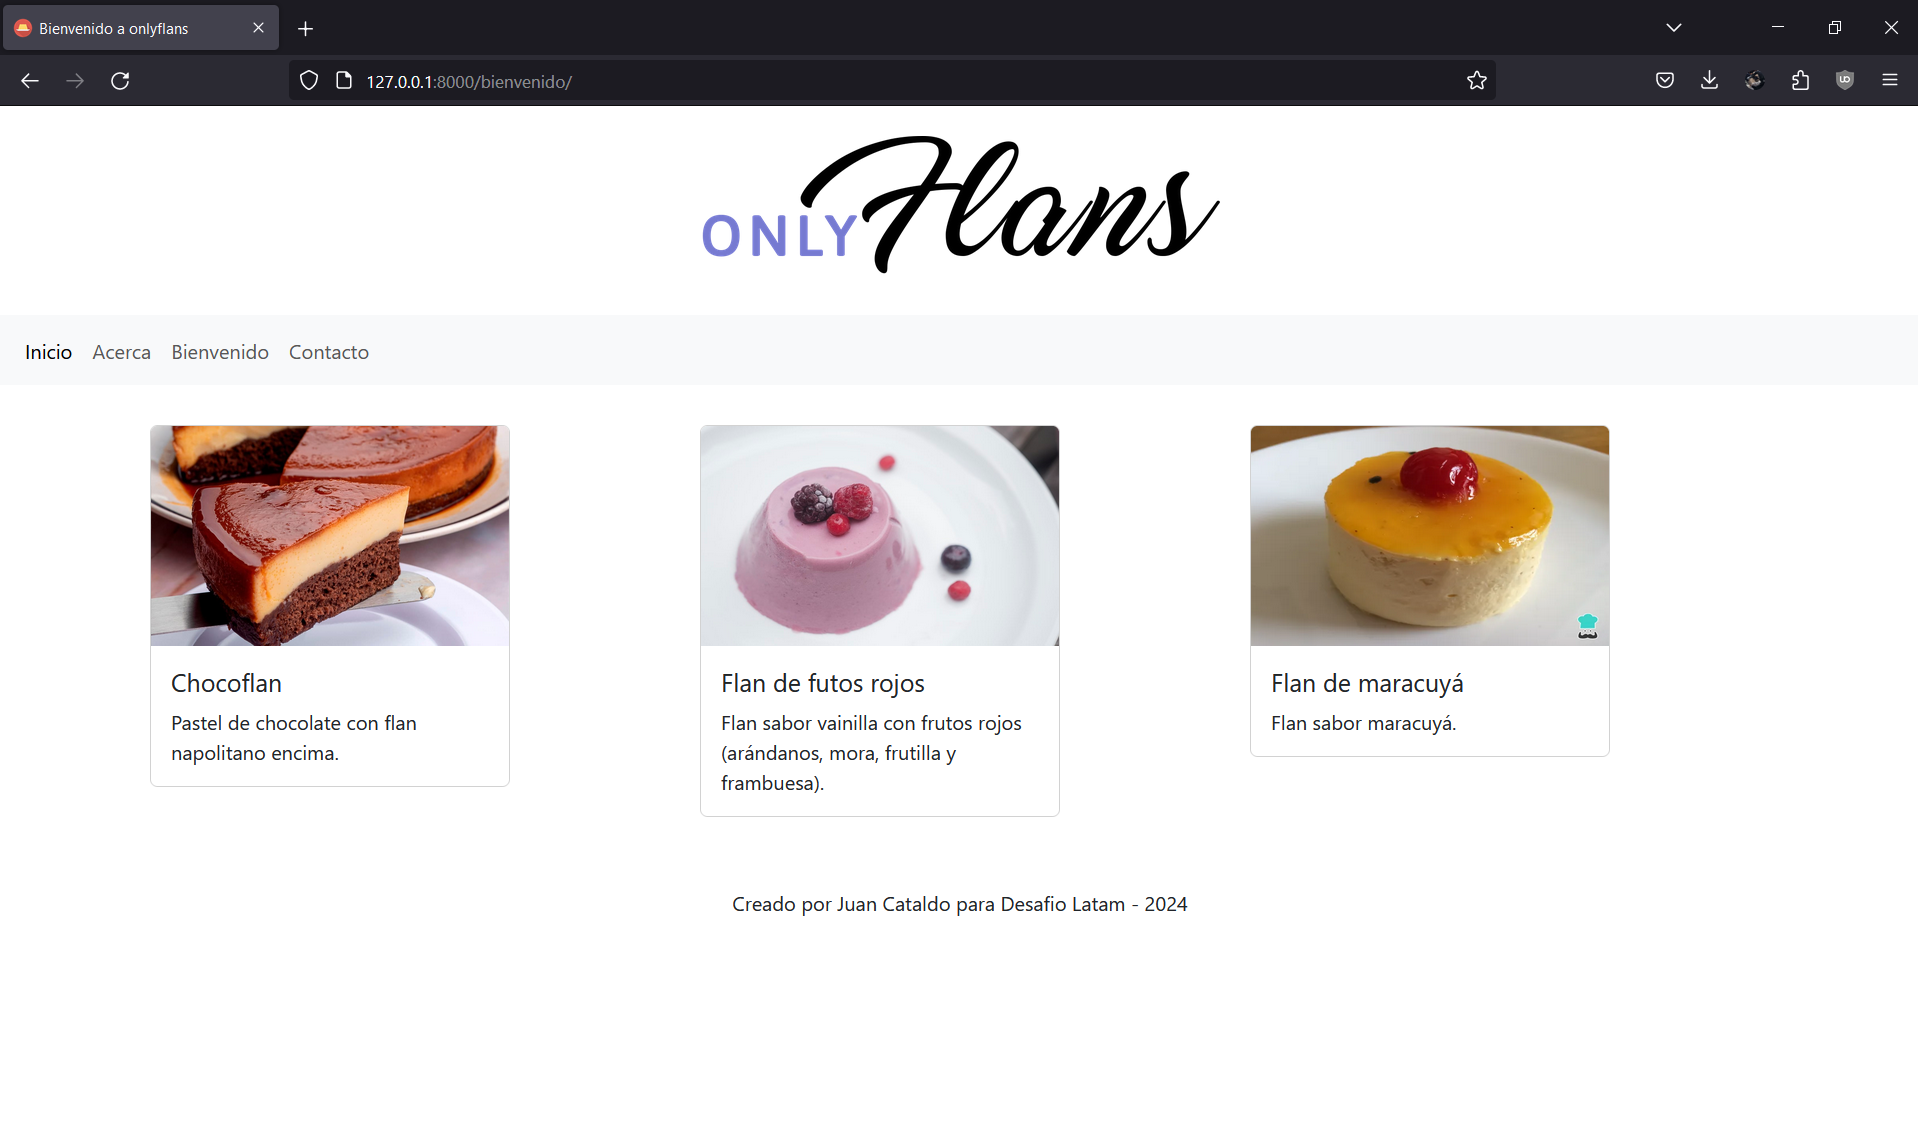 Bienvenido a onlyflans
127.0.0.1:8000/bienvenido/
ONLY Flans
Inicio Acerca Bienvenido Contacto
Chocoflan
Pastel de chocolate con flan
napolitano encima.
Flan de futos rojos
Flan sabor vainilla con frutos rojos
(arándanos, mora, frutilla y
frambuesa).
Flan de maracuyá
Flan sabor maracuyá.
Creado por Juan Cataldo para Desafio Latam - 2024